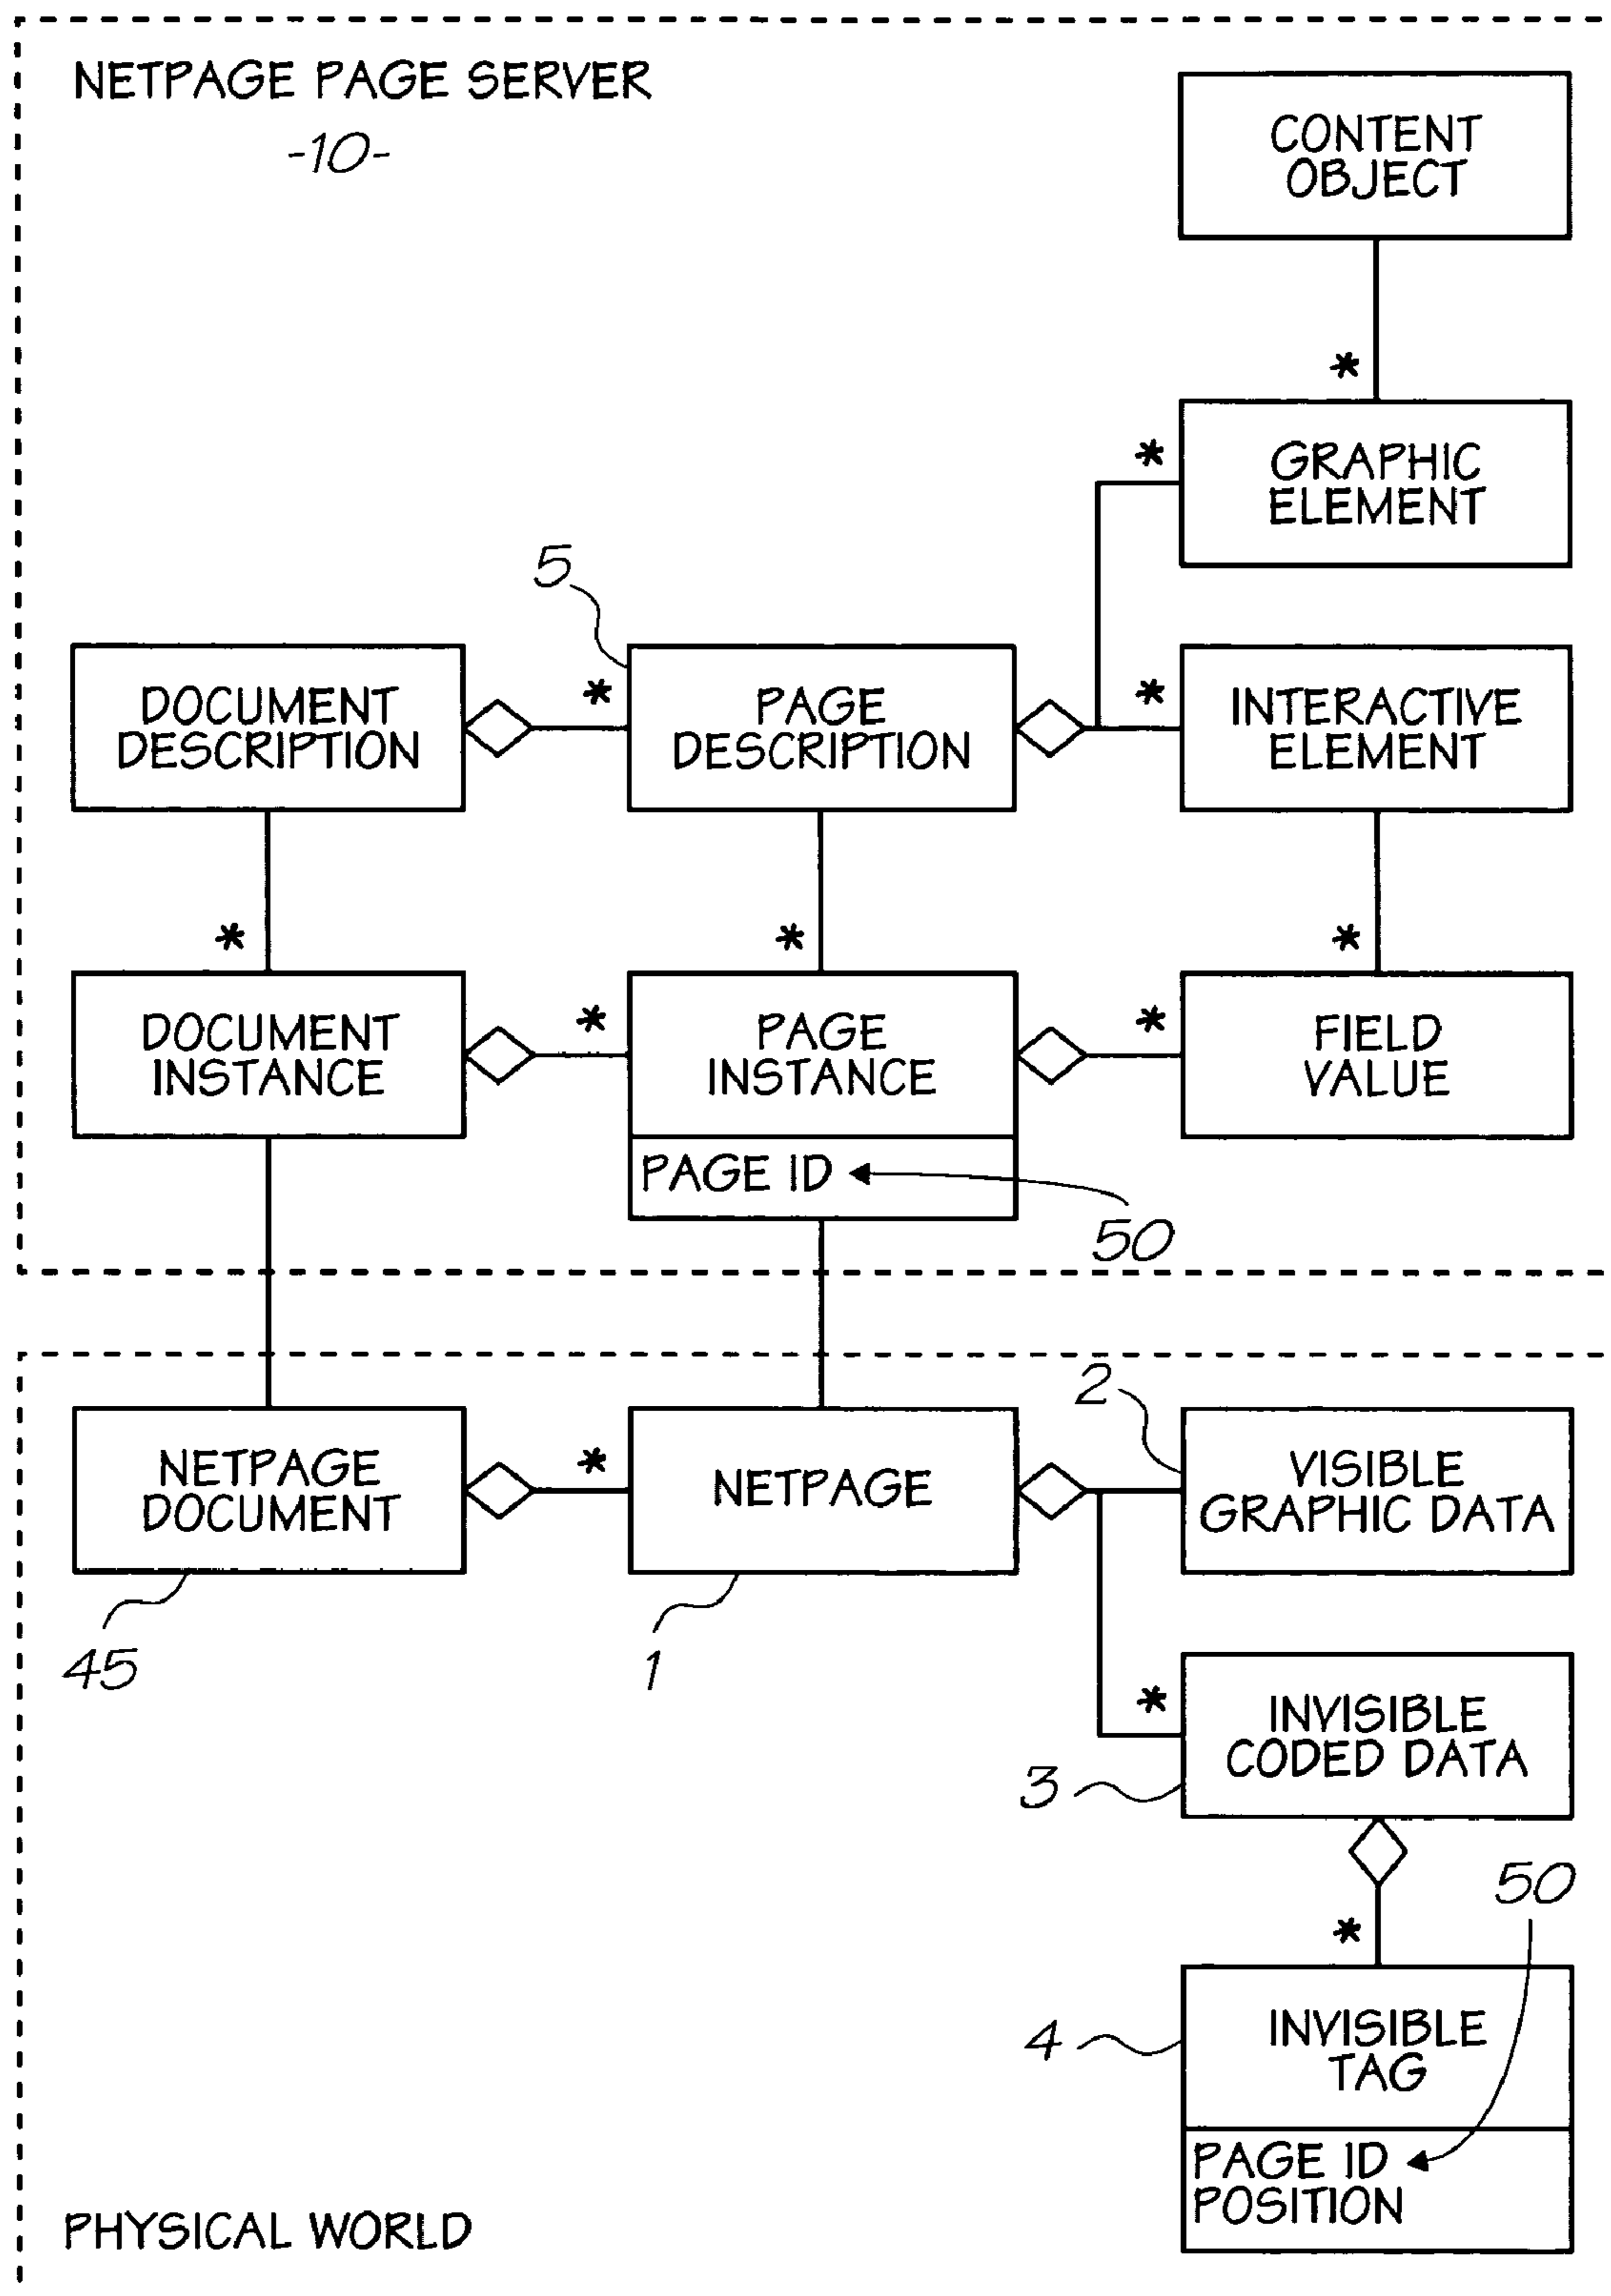 NETPAGE PAGE SERVER
-10-
CONTENT
OBJECT
*
*
GRAPHIC
ELEMENT
5
DOCUMENT
DESCRIPTION
*
PAGE
DESCRIPTION
*
INTERACTIVE
ELEMENT
*
*
*
DOCUMENT
INSTANCE
*
PAGE
INSTANCE
*
FIELD
VALUE
PAGE ID
50
2
NETPAGE
DOCUMENT
*
NETPAGE
VISIBLE
GRAPHIC DATA
45
1
*
INVISIBLE
CODED DATA
3
50
*
4
INVISIBLE
TAG
PAGE ID
POSITION
PHYSICAL WORLD